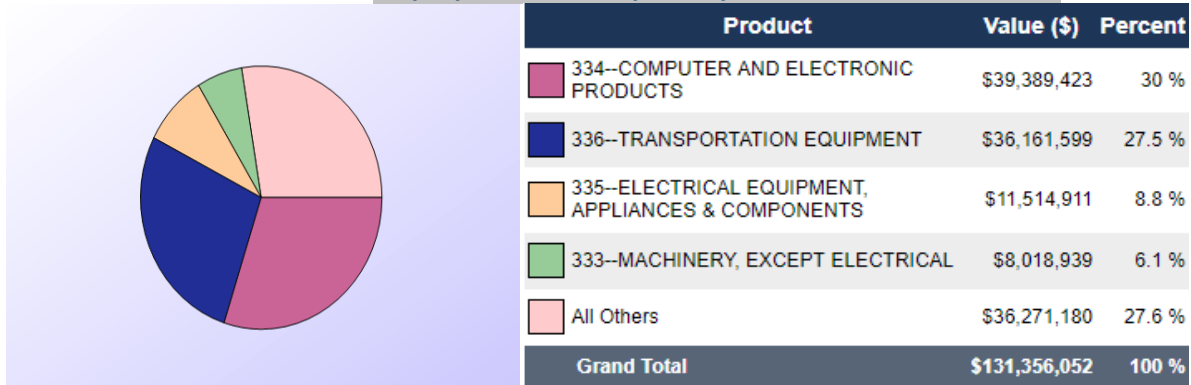 Product Value ($) Percent
334--COMPUTER AND ELECTRONIC
PRODUCTS $39,389,423 30 %
336--TRANSPORTATION EQUIPMENT $36,161,599 27.5 %
335--ELECTRICAL EQUIPMENT,
APPLIANCES & COMPONENTS $11,514,911 8.8 %
333--MACHINERY, EXCEPT ELECTRICAL $8,018,939 6.1 %
All Others $36,271,180 27.6 %
Grand Total $131,356,052 100 %